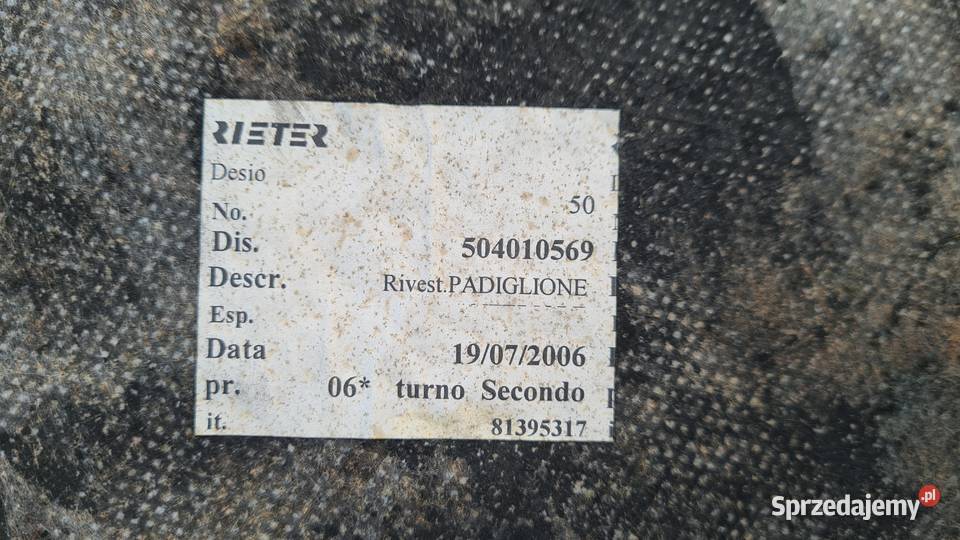 RIETER
Desio
No. 50
Dis. 504010569
Descr. Rivest.PADIGLIONE
Esp.
Data 19/07/2006
pr. 06* turno Secondo
it. 81395317
Sprzedajemy.pl